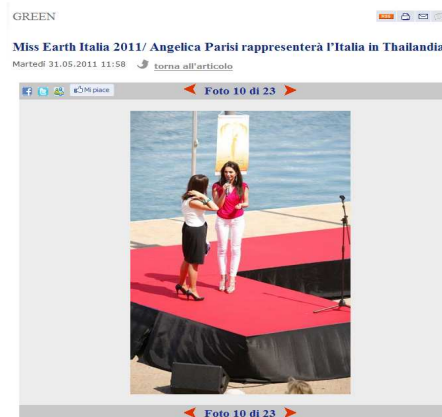 GREEN
RSS
Miss Earth Italia 2011/ Angelica Parisi rappresenterà l'Italia in Thailandia
Martedì 31.05.2011 11:58 torna all'articolo
Mi piace
Foto 10 di 23
Foto 10 di 23